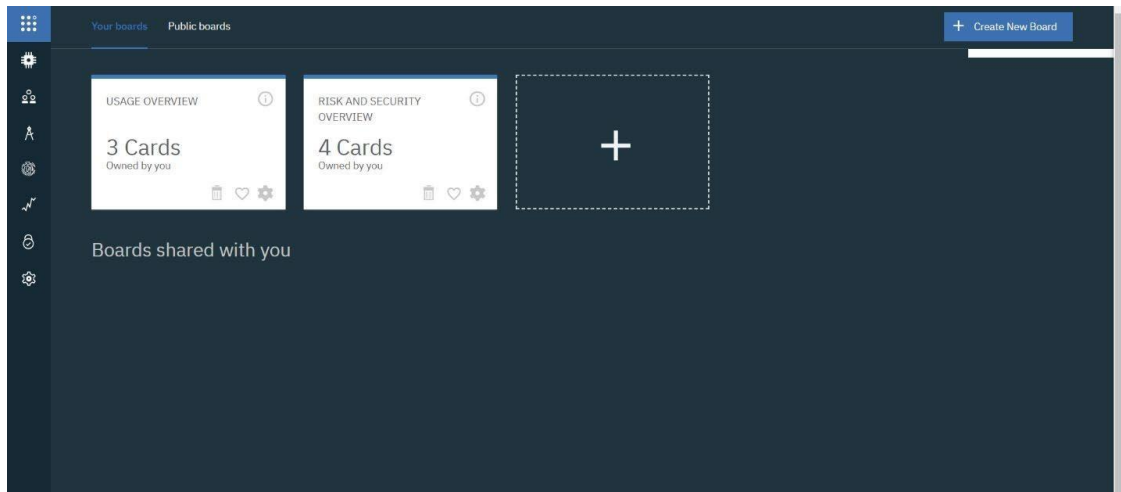 Your boards Public boards
+ Create New Board
USAGE OVERVIEW
3 Cards
Owned by you
RISK AND SECURITY
OVERVIEW
4 Cards
Owned by you
Boards shared with you